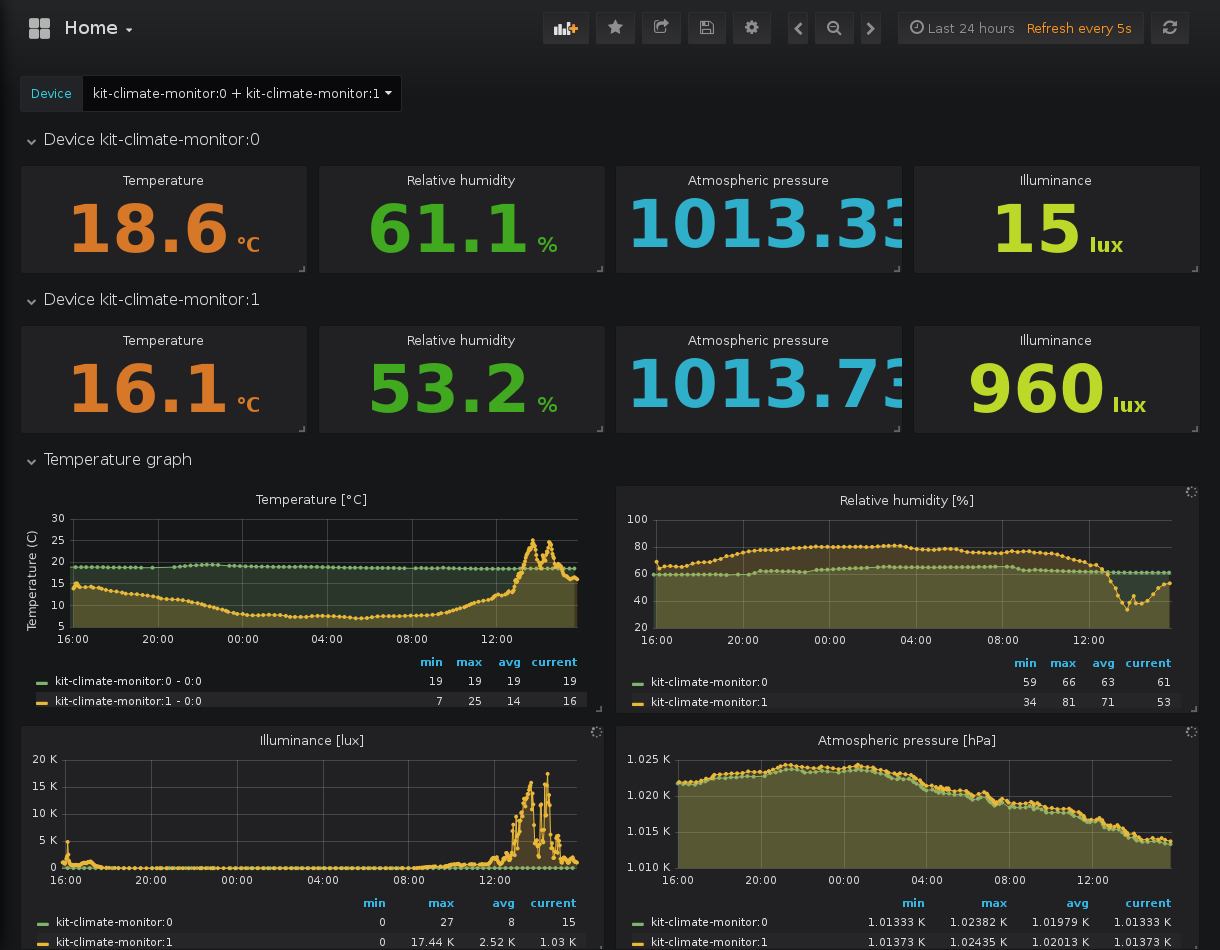 Home
Last 24 hours Refresh every 5s
Device kit-climate-monitor:0 + kit-climate-monitor:1
Device kit-climate-monitor:0
Temperature Relative humidity Atmospheric pressure Illuminance
18.6 °C 61.1 % 1013.33 15 lux
Device kit-climate-monitor:1
Temperature Relative humidity Atmospheric pressure Illuminance
16.1 °C 53.2 % 1013.73 960 lux
Temperature graph
Temperature [°C]
Temperature (C)
30
25
20
15
10
5
16:00 20:00 00:00 04:00 08:00 12:00
min max avg current
kit-climate-monitor:0 - 0:0 19 19 19 19
kit-climate-monitor:1 - 0:0 7 25 14 16
Relative humidity [%]
100
80
60
40
20
16:00 20:00 00:00 04:00 08:00 12:00
min max avg current
kit-climate-monitor:0 59 66 63 61
kit-climate-monitor:1 34 81 71 53
Illuminance [lux]
20 K
15 K
10 K
5 K
0
16:00 20:00 00:00 04:00 08:00 12:00
min max avg current
kit-climate-monitor:0 0 27 8 15
kit-climate-monitor:1 0 17.44 K 2.52 K 1.03 K
Atmospheric pressure [hPa]
1.025 K
1.020 K
1.015 K
1.010 K
16:00 20:00 00:00 04:00 08:00 12:00
min max avg current
kit-climate-monitor:0 1.01333 K 1.02382 K 1.01979 K 1.01333 K
kit-climate-monitor:1 1.01373 K 1.02435 K 1.02013 K 1.01373 K